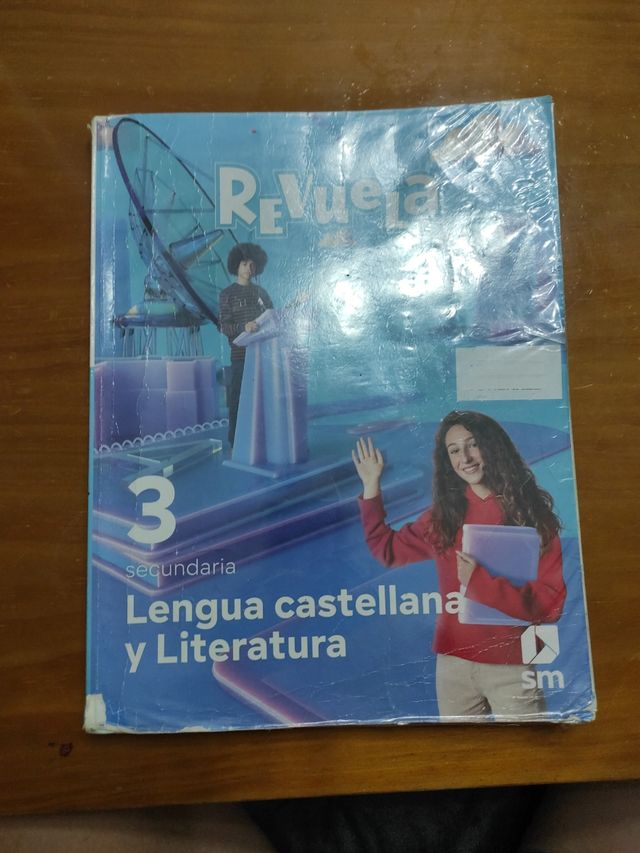 Revuela
3
secundaria
Lengua castellana
y Literatura
sm